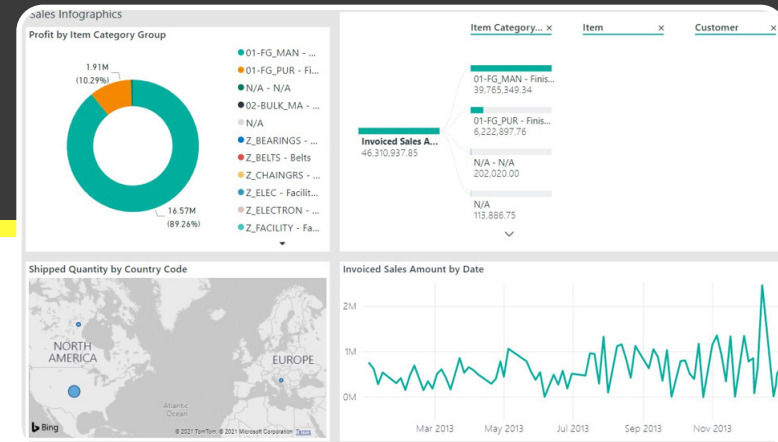 Sales Infographics
Profit by Item Category Group
1.91M
(10.29%)
16.57M
(89.26%)
01-FG_MAN - ...
01-FG_PUR - Fi...
N/A - N/A
02-BULK_MA - ...
N/A
Z_BEARINGS - ...
Z_BELTS - Belts
Z_CHAINGRS - ...
Z_ELEC - Facilit...
Z_ELECTRON - ...
Z_FACILITY - Fa...
Item Category... ×
Item ×
Customer ×
Invoiced Sales A...
46,310,937.85
01-FG_MAN - Finis...
39,765,349.34
01-FG_PUR - Finis...
6,222,897.76
N/A - N/A
202,020.00
N/A
113,886.75
Shipped Quantity by Country Code
NORTH
AMERICA
EUROPE
Atlantic
Ocean
Bing
© 2021 TomTom, © 2021 Microsoft Corporation Terms
Invoiced Sales Amount by Date
2M
1M
0M
Mar 2013
May 2013
Jul 2013
Sep 2013
Nov 2013